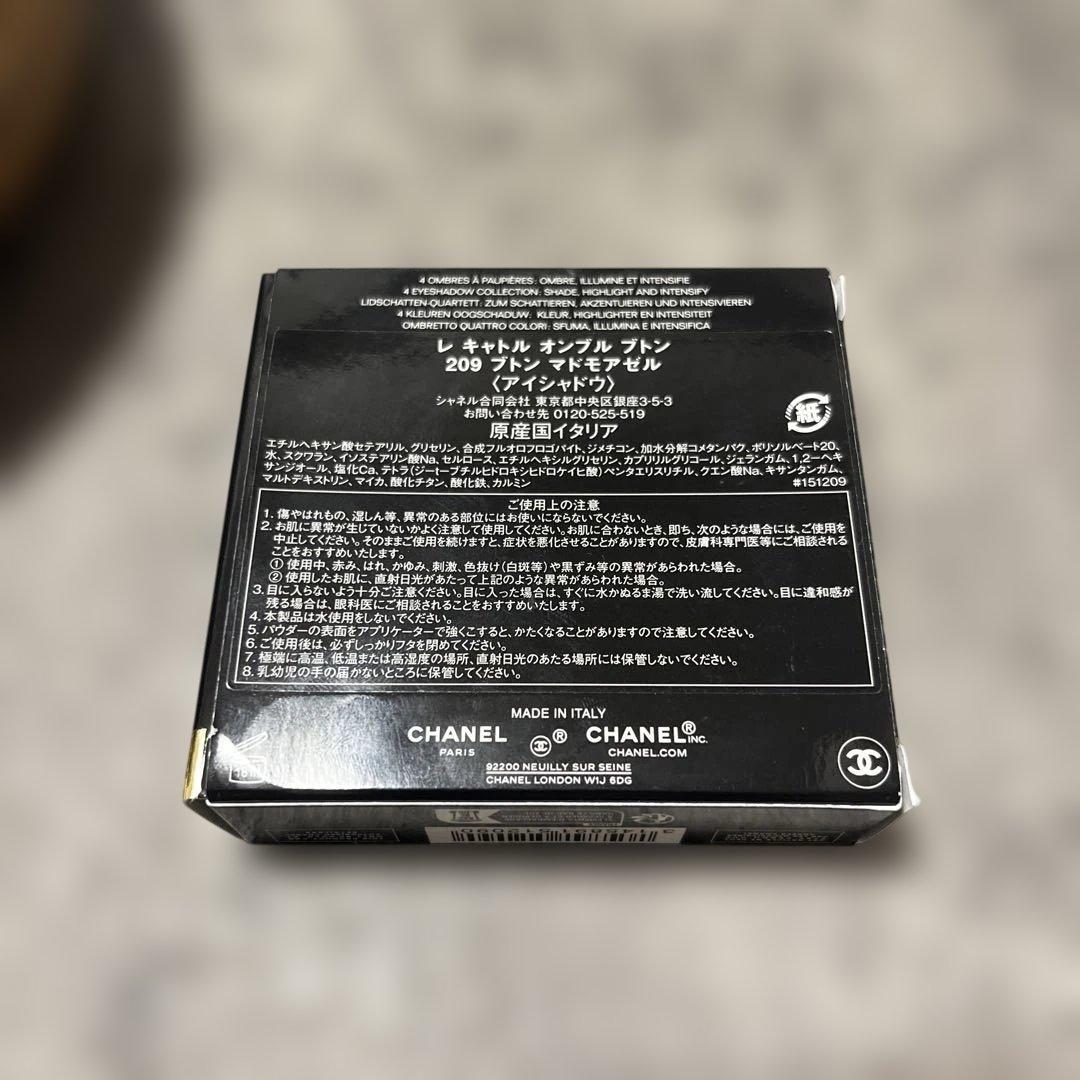 4 OMBRES À PAUPIÈRES: OMBRE, ILLUMINE ET INTENSIFIE
4 EYESHADOW COLLECTION: SHADE, HIGHLIGHT AND INTENSIFY
LIDSCHATTEN-QUARTETT: ZUM SCHATTIEREN, AKZENTUIEREN UND INTENSIVIEREN
4 KLEUREN OOGSCHADUW: KLEUR, HIGHLIGHTER EN INTENSITEIT
OMBRETTO QUATTRO COLORI: SFUMA, ILLUMINA E INTENSIFICA
レ キャトル オンブル ブトン
209 ブトン マドモアゼル
〈アイシャドウ〉
シャネル合同会社 東京都中央区銀座3-5-3
お問い合わせ先 0120-525-519
原産国イタリア
紙
エチルヘキサン酸セテアリル、グリセリン、合成フルオロフロゴパイト、ジメチコン、加水分解コメタンパク、ポリソルベート20、
水、スクワラン、イソステアリン酸Na、セルロース、エチルヘキシルグリセリン、カプリリルグリコール、ジェランガム、1,2-ヘキ
サンジオール、塩化Ca、テトラ(ジ-t-ブチルヒドロキシヒドロケイヒ酸)ペンタエリスリチル、クエン酸Na、キサンタンガム、
マルトデキストリン、マイカ、酸化チタン、酸化鉄、カルミン
#151209
ご使用上の注意
1. 傷やはれもの、湿しん等、異常のある部位にはお使いにならないでください。
2. お肌に異常が生じていないかよく注意して使用してください。お肌に合わないとき、即ち、次のような場合には、ご使用を
中止してください。そのままご使用を続けますと、症状を悪化させることがありますので、皮膚科専門医等にご相談される
ことをおすすめいたします。
① 使用中、赤み、はれ、かゆみ、刺激、色抜け(白斑等)や黒ずみ等の異常があらわれた場合。
② 使用したお肌に、直射日光があたって上記のような異常があらわれた場合。
3. 目に入らないよう十分ご注意ください。目に入った場合は、すぐに水かぬるま湯で洗い流してください。目に違和感が
残る場合は、眼科医にご相談されることをおすすめいたします。
4. 本製品は水使用をしないでください。
5. パウダーの表面をアプリケーターで強くこすると、かたくなることがありますので注意してください。
6. ご使用後は、必ずしっかりフタを閉めてください。
7. 極端に高温、低温または高湿度の場所、直射日光のあたる場所には保管しないでください。
8. 乳幼児の手の届かないところに保管してください。
MADE IN ITALY
CHANEL
PARIS
®
CHANEL® INC.
CHANEL.COM
92200 NEUILLY SUR SEINE
CHANEL LONDON W1J 6DG